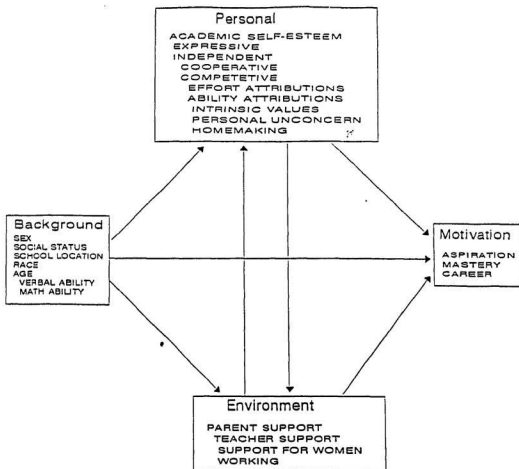 Personal
ACADEMIC SELF-ESTEEM
EXPRESSIVE
INDEPENDENT
COOPERATIVE
COMPETETIVE
EFFORT ATTRIBUTIONS
ABILITY ATTRIBUTIONS
INTRINSIC VALUES
PERSONAL UNCONCERN
HOMEMAKING
Background
SEX
SOCIAL STATUS
SCHOOL LOCATION
RACE
AGE
VERBAL ABILITY
MATH ABILITY
Motivation
ASPIRATION
MASTERY
CAREER
Environment
PARENT SUPPORT
TEACHER SUPPORT
SUPPORT FOR WOMEN
WORKING